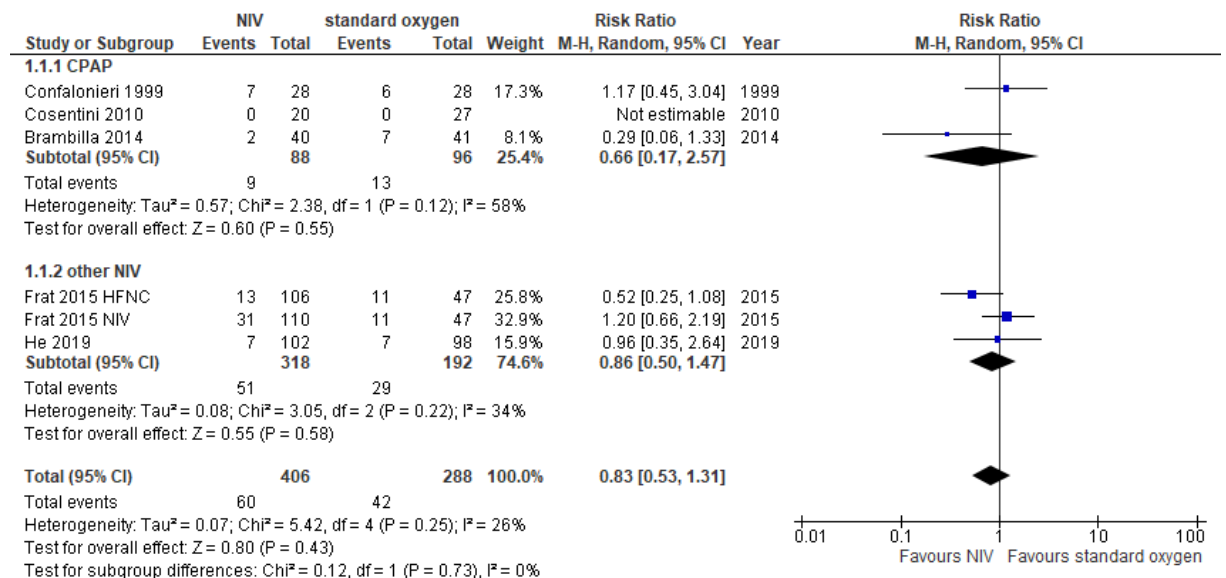 NIV standard oxygen Risk Ratio Risk Ratio
Study or Subgroup Events Total Events Total Weight M-H, Random, 95% CI Year M-H, Random, 95% CI
1.1.1 CPAP
Confalonieri 1999 7 28 6 28 17.3% 1.17 [0.45, 3.04] 1999
Cosentini 2010 0 20 0 27 Not estimable 2010
Brambilla 2014 2 40 7 41 8.1% 0.29 [0.06, 1.33] 2014
Subtotal (95% CI) 88 96 25.4% 0.66 [0.17, 2.57]
Total events 9 13
Heterogeneity: Tau² = 0.57; Chi² = 2.38, df = 1 (P = 0.12); I² = 58%
Test for overall effect: Z = 0.60 (P = 0.55)
1.1.2 other NIV
Frat 2015 HFNC 13 106 11 47 25.8% 0.52 [0.25, 1.08] 2015
Frat 2015 NIV 31 110 11 47 32.9% 1.20 [0.66, 2.19] 2015
He 2019 7 102 7 98 15.9% 0.96 [0.35, 2.64] 2019
Subtotal (95% CI) 318 192 74.6% 0.86 [0.50, 1.47]
Total events 51 29
Heterogeneity: Tau² = 0.08; Chi² = 3.05, df = 2 (P = 0.22); I² = 34%
Test for overall effect: Z = 0.55 (P = 0.58)
Total (95% CI) 406 288 100.0% 0.83 [0.53, 1.31]
Total events 60 42
Heterogeneity: Tau² = 0.07; Chi² = 5.42, df = 4 (P = 0.25); I² = 26%
Test for overall effect: Z = 0.80 (P = 0.43)
Test for subgroup differences: Chi² = 0.12, df = 1 (P = 0.73), I² = 0%
0.01 0.1 1 10 100
Favours NIV Favours standard oxygen